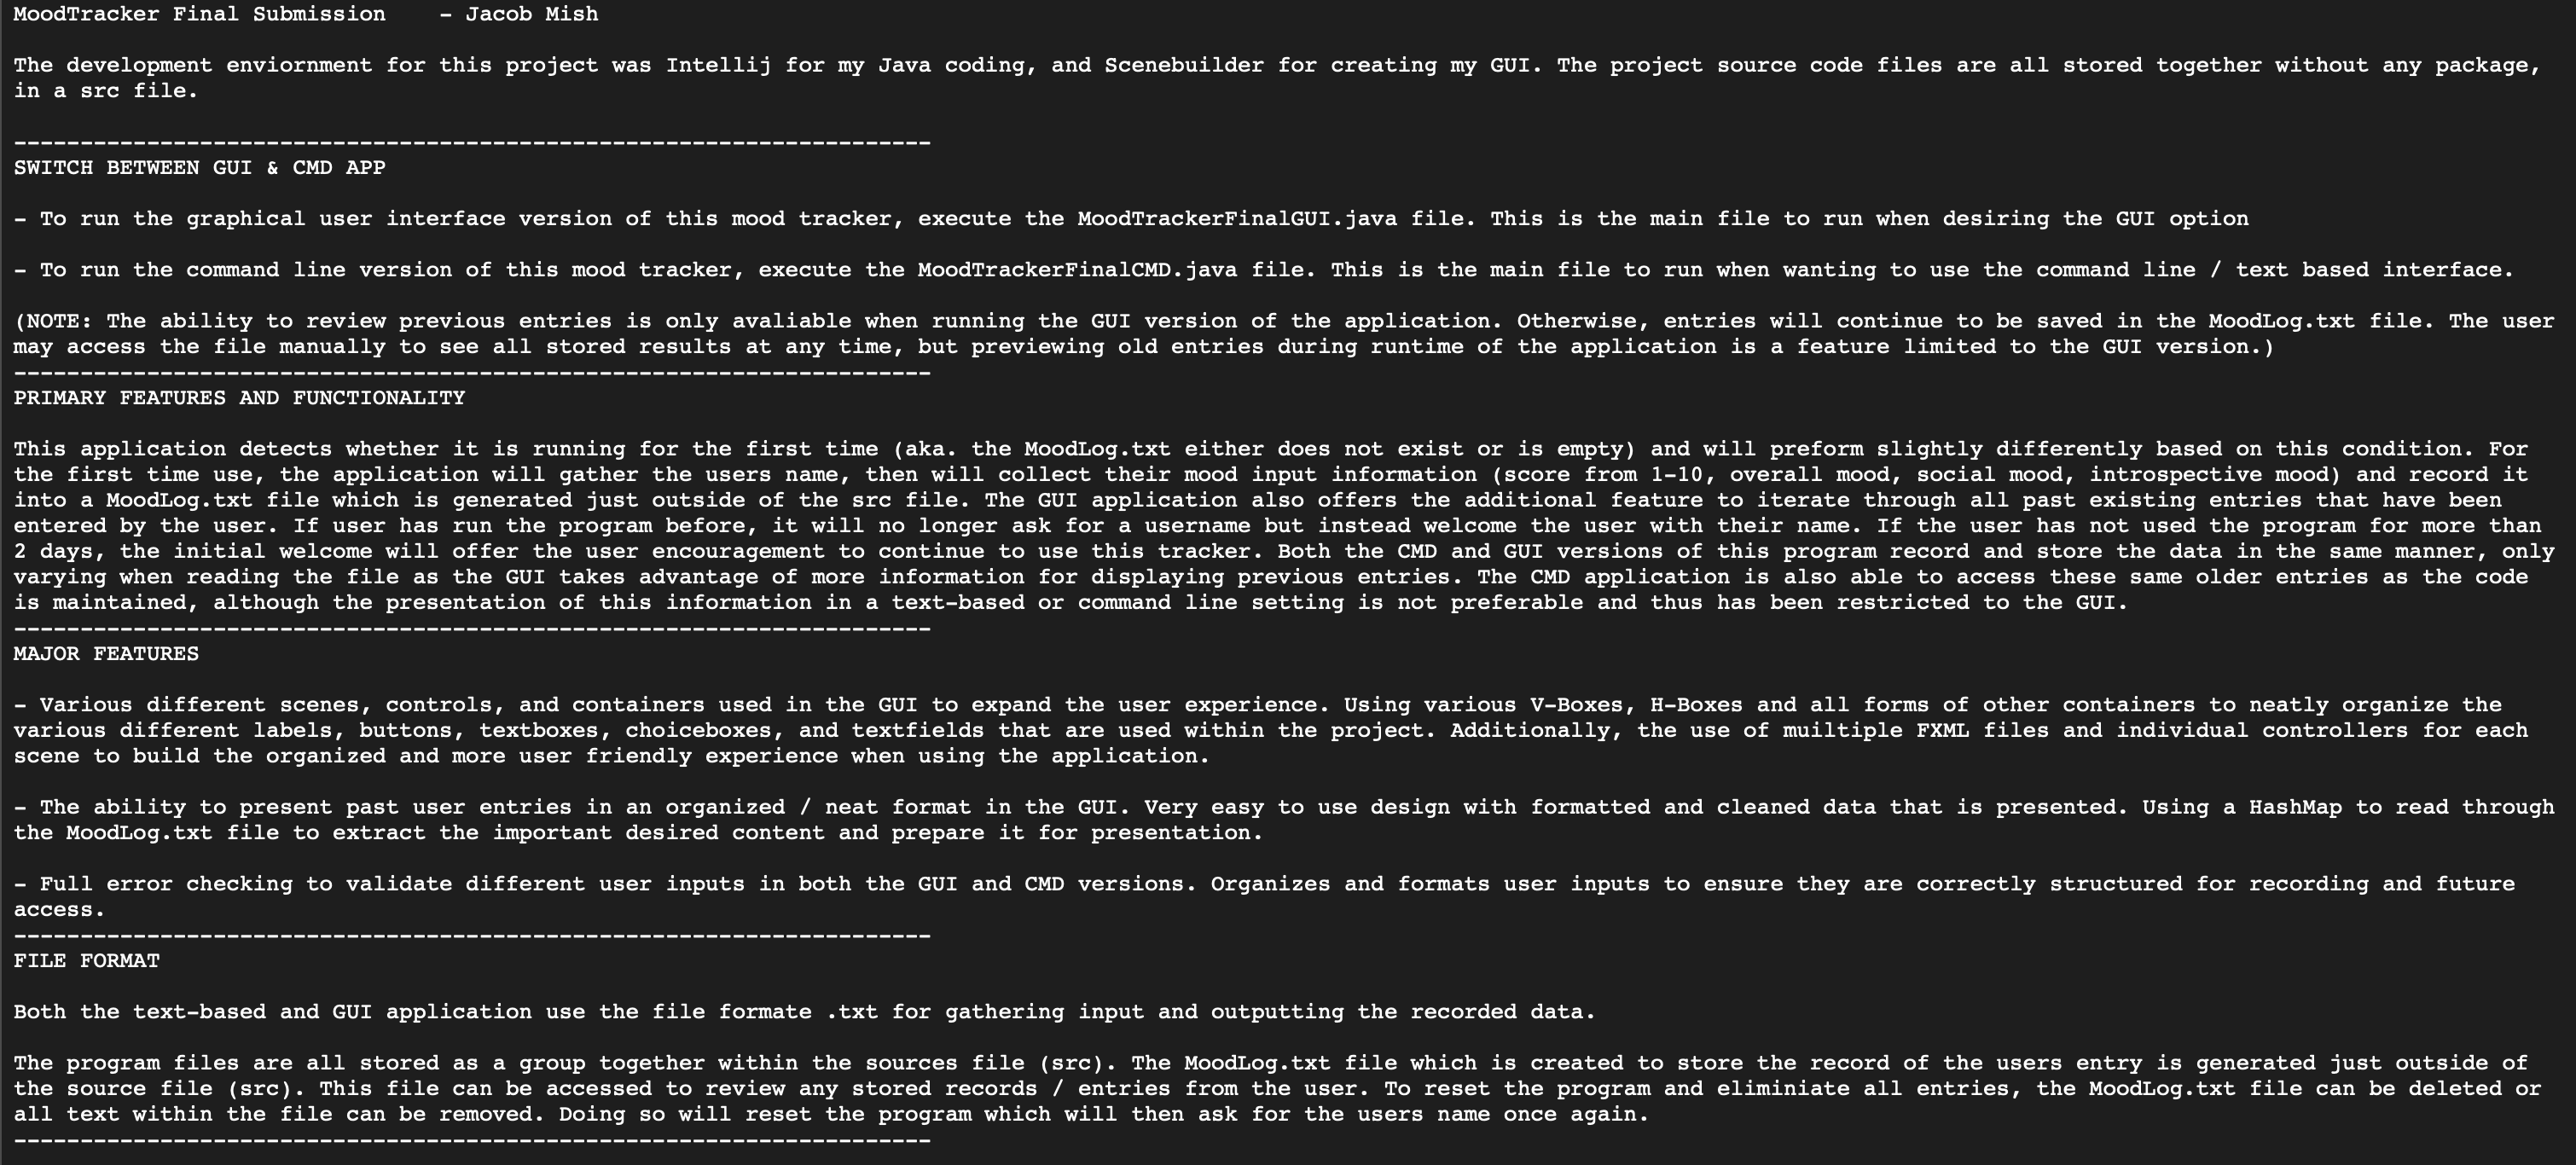 MoodTracker Final Submission    - Jacob Mish
The development enviornment for this project was Intellij for my Java coding, and Scenebuilder for creating my GUI. The project source code files are all stored together without any package,
in a src file.
---------------------------------------------------------------------
SWITCH BETWEEN GUI & CMD APP
- To run the graphical user interface version of this mood tracker, execute the MoodTrackerFinalGUI.java file. This is the main file to run when desiring the GUI option
- To run the command line version of this mood tracker, execute the MoodTrackerFinalCMD.java file. This is the main file to run when wanting to use the command line / text based interface.
(NOTE: The ability to review previous entries is only avaliable when running the GUI version of the application. Otherwise, entries will continue to be saved in the MoodLog.txt file. The user
may access the file manually to see all stored results at any time, but previewing old entries during runtime of the application is a feature limited to the GUI version.)
---------------------------------------------------------------------
PRIMARY FEATURES AND FUNCTIONALITY
This application detects whether it is running for the first time (aka. the MoodLog.txt either does not exist or is empty) and will preform slightly differently based on this condition. For
the first time use, the application will gather the users name, then will collect their mood input information (score from 1-10, overall mood, social mood, introspective mood) and record it
into a MoodLog.txt file which is generated just outside of the src file. The GUI application also offers the additional feature to iterate through all past existing entries that have been
entered by the user. If user has run the program before, it will no longer ask for a username but instead welcome the user with their name. If the user has not used the program for more than
2 days, the initial welcome will offer the user encouragement to continue to use this tracker. Both the CMD and GUI versions of this program record and store the data in the same manner, only
varying when reading the file as the GUI takes advantage of more information for displaying previous entries. The CMD application is also able to access these same older entries as the code
is maintained, although the presentation of this information in a text-based or command line setting is not preferable and thus has been restricted to the GUI.
---------------------------------------------------------------------
MAJOR FEATURES
- Various different scenes, controls, and containers used in the GUI to expand the user experience. Using various V-Boxes, H-Boxes and all forms of other containers to neatly organize the
various different labels, buttons, textboxes, choiceboxes, and textfields that are used within the project. Additionally, the use of muiltiple FXML files and individual controllers for each
scene to build the organized and more user friendly experience when using the application.
- The ability to present past user entries in an organized / neat format in the GUI. Very easy to use design with formatted and cleaned data that is presented. Using a HashMap to read through
the MoodLog.txt file to extract the important desired content and prepare it for presentation.
- Full error checking to validate different user inputs in both the GUI and CMD versions. Organizes and formats user inputs to ensure they are correctly structured for recording and future
access.
---------------------------------------------------------------------
FILE FORMAT
Both the text-based and GUI application use the file formate .txt for gathering input and outputting the recorded data.
The program files are all stored as a group together within the sources file (src). The MoodLog.txt file which is created to store the record of the users entry is generated just outside of
the source file (src). This file can be accessed to review any stored records / entries from the user. To reset the program and eliminiate all entries, the MoodLog.txt file can be deleted or
all text within the file can be removed. Doing so will reset the program which will then ask for the users name once again.
---------------------------------------------------------------------